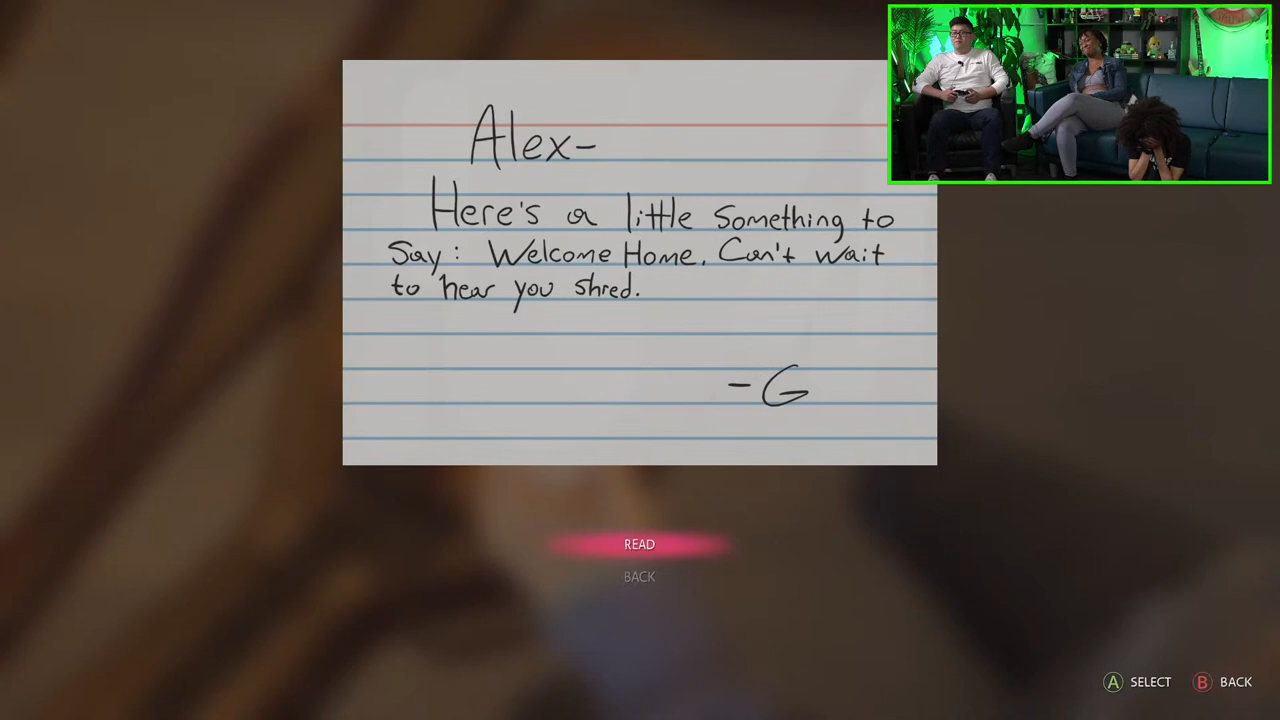 Alex-
Here's a little something to
Say: Welcome Home. Can't wait
to hear you shred.
-G
READ
BACK
A SELECT B BACK